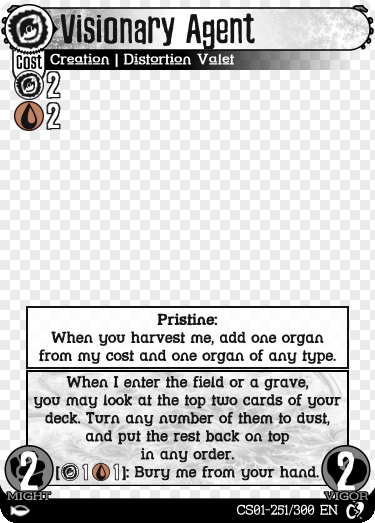 Visionary Agent
COST
Creation | Distortion Valet
2
2
Pristine:
When you harvest me, add one organ
from my cost and one organ of any type.
When I enter the field or a grave,
you may look at the top two cards of your
deck. Turn any number of them to dust,
and put the rest back on top
in any order.
[1 1]: Bury me from your hand.
2
MIGHT
2
VIGOR
CS01-251/300 EN